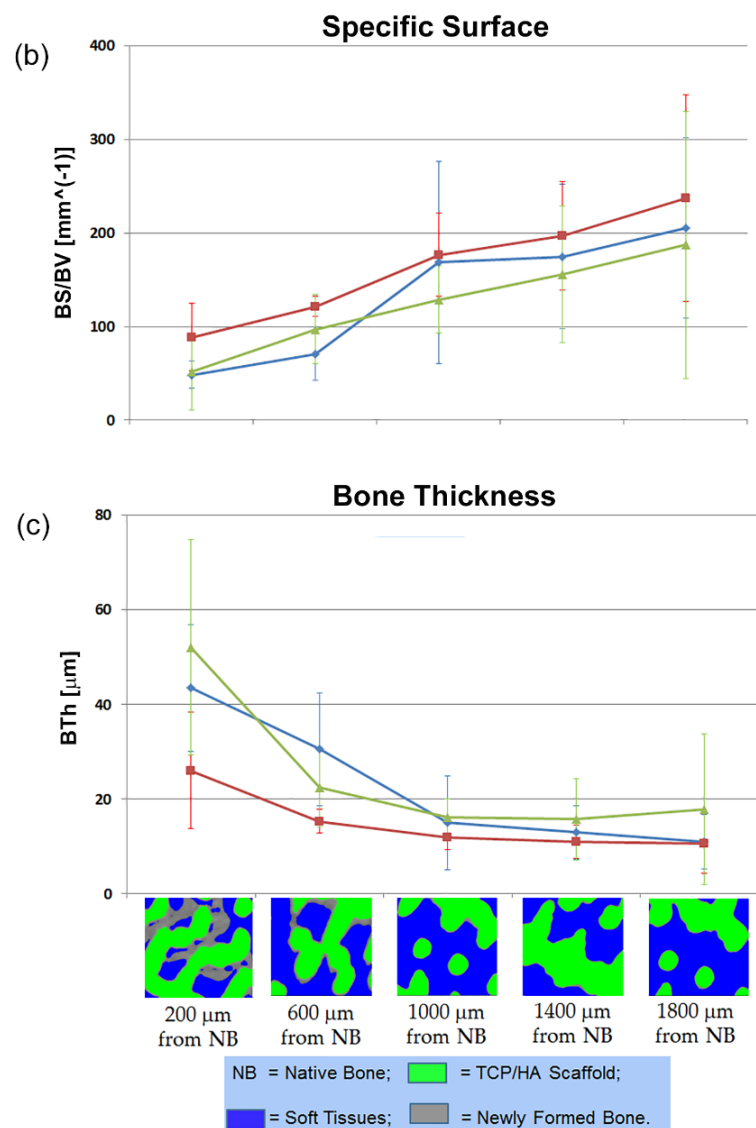 Specific Surface
(b)
400
300
200
100
0
BS/BV [mm^(-1)]
Bone Thickness
(c)
80
60
40
20
0
BTh [μm]
200 μm
from NB
600 μm
from NB
1000 μm
from NB
1400 μm
from NB
1800 μm
from NB
NB = Native Bone; = TCP/HA Scaffold;
= Soft Tissues; = Newly Formed Bone.